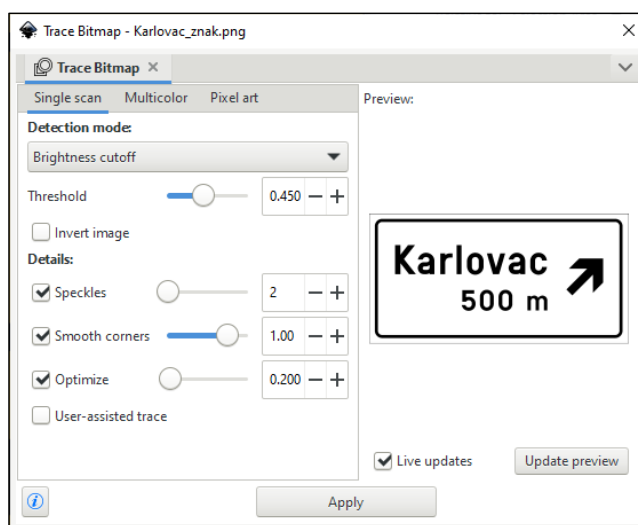 Trace Bitmap - Karlovac_znak.png
Trace Bitmap
Single scan Multicolor Pixel art
Preview:
Detection mode:
Brightness cutoff
Threshold 0.450
Invert image
Details:
Speckles 2
Smooth corners 1.00
Optimize 0.200
User-assisted trace
Karlovac
500 m
Live updates Update preview
Apply